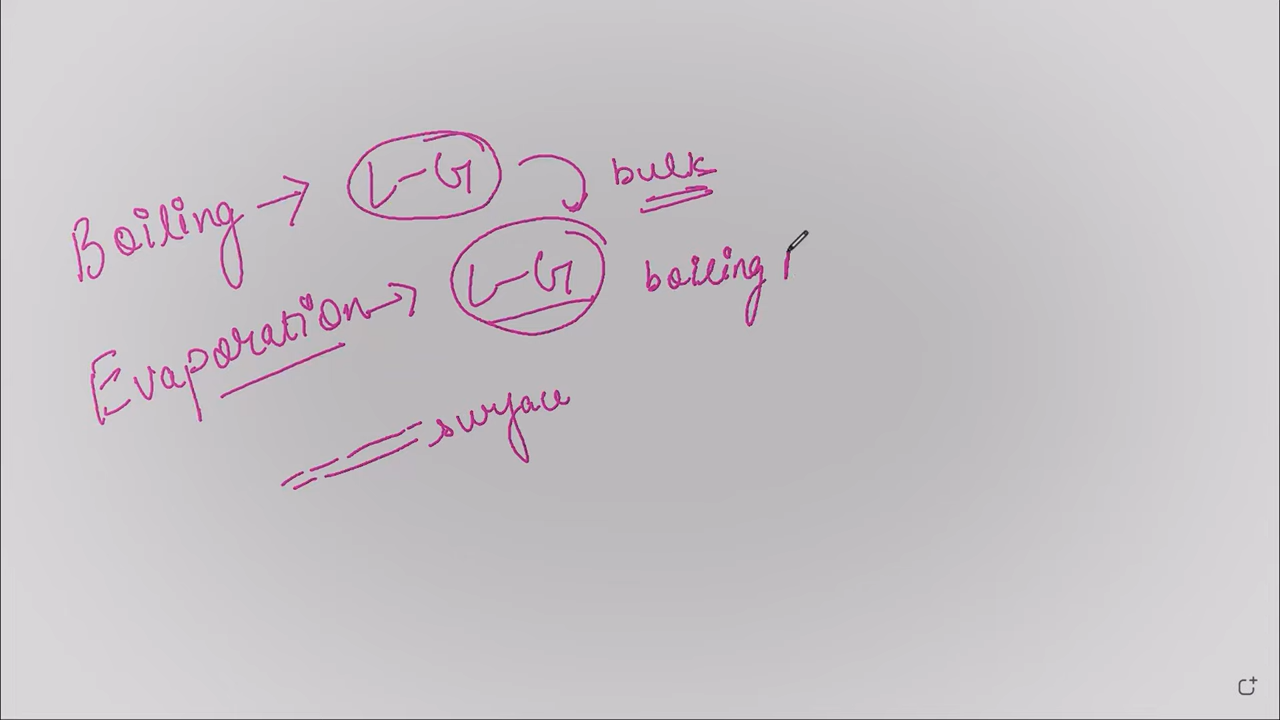 Boiling → L-G bulk
Evaporation → L-G boiling
surface